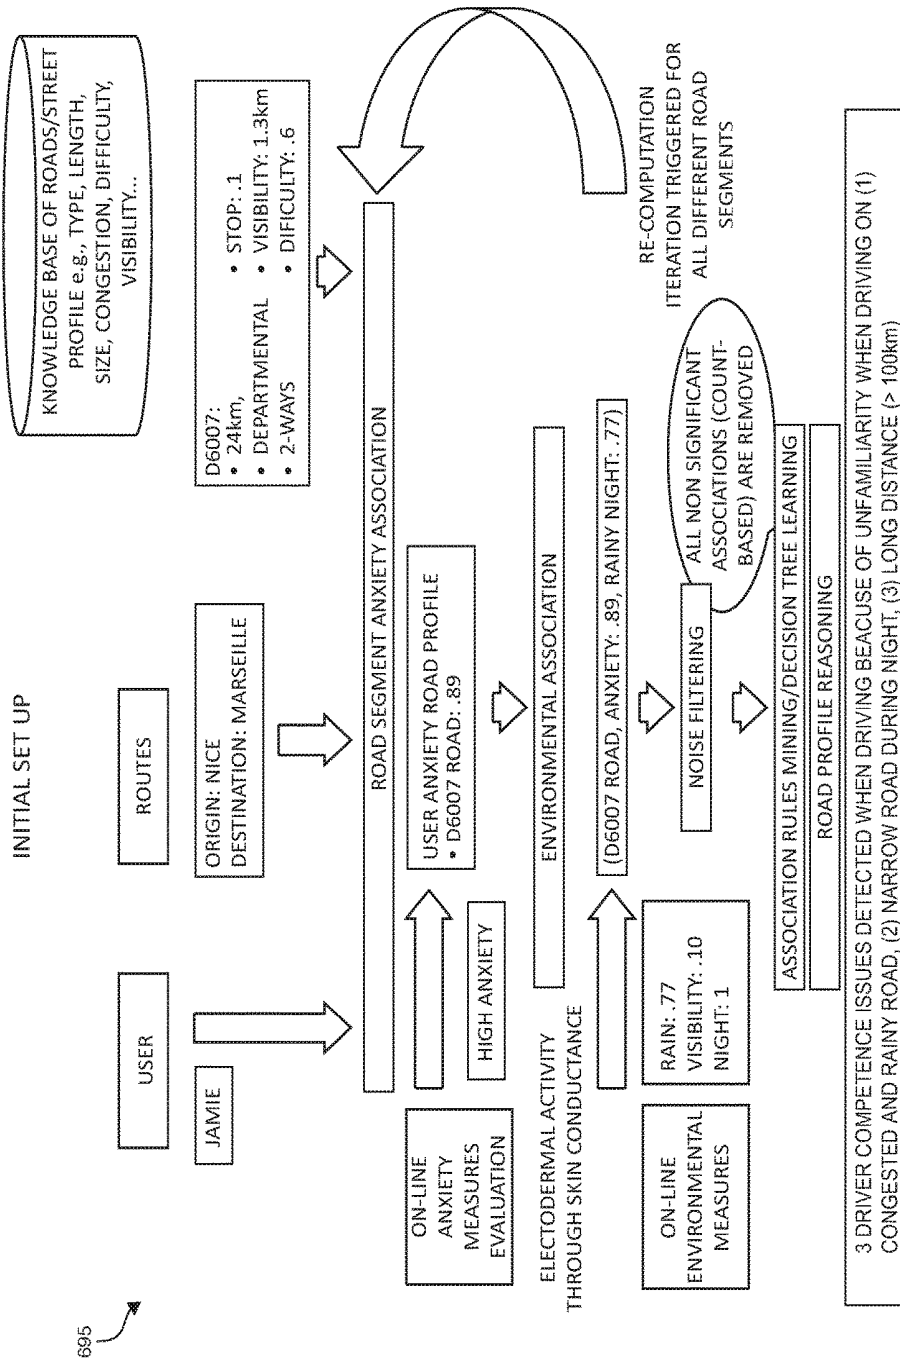 INITIAL SET UP
695
USER
JAMIE
ROUTES
ORIGIN: NICE
DESTINATION: MARSEILLE
KNOWLEDGE BASE OF ROADS/STREET
PROFILE e.g., TYPE, LENGTH,
SIZE, CONGESTION, DIFFICULTY,
VISIBILITY...
D6007:
• 24km,
• DEPARTMENTAL
• 2-WAYS
• STOP: .1
• VISIBILITY: 1.3km
• DIFICULTY: .6
ROAD SEGMENT ANXIETY ASSOCIATION
ON-LINE
ANXIETY
MEASURES
EVALUATION
HIGH ANXIETY
USER ANXIETY ROAD PROFILE
• D6007 ROAD: .89
ELECTODERMAL ACTIVITY
THROUGH SKIN CONDUCTANCE
ENVIRONMENTAL ASSOCIATION
ON-LINE
ENVIRONMENTAL
MEASURES
RAIN: .77
VISIBILITY: .10
NIGHT: 1
(D6007 ROAD, ANXIETY: .89, RAINY NIGHT: .77)
RE-COMPUTATION
ITERATION TRIGGERED FOR
ALL DIFFERENT ROAD
SEGMENTS
NOISE FILTERING
ALL NON SIGNIFICANT
ASSOCIATIONS (COUNT-
BASED) ARE REMOVED
ASSOCIATION RULES MINING/DECISION TREE LEARNING
ROAD PROFILE REASONING
3 DRIVER COMPETENCE ISSUES DETECTED WHEN DRIVING BEACUSE OF UNFAMILIARITY WHEN DRIVING ON (1)
CONGESTED AND RAINY ROAD, (2) NARROW ROAD DURING NIGHT, (3) LONG DISTANCE (> 100km)